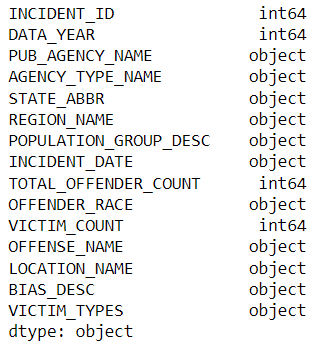 INCIDENT_ID int64
DATA_YEAR int64
PUB_AGENCY_NAME object
AGENCY_TYPE_NAME object
STATE_ABBR object
REGION_NAME object
POPULATION_GROUP_DESC object
INCIDENT_DATE object
TOTAL_OFFENDER_COUNT int64
OFFENDER_RACE object
VICTIM_COUNT int64
OFFENSE_NAME object
LOCATION_NAME object
BIAS_DESC object
VICTIM_TYPES object
dtype: object